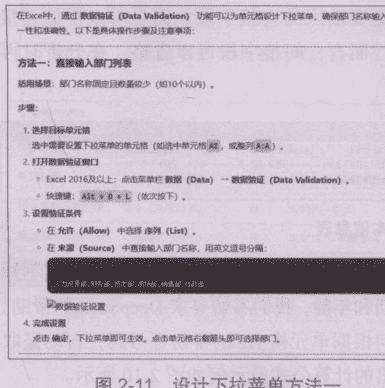 在Excel中，通过 数据验证（Data Validation） 功能可以为单元格设计下拉菜单，确保部门名称输入
一性和准确性。以下是具体操作步骤及注意事项：
方法一：直接输入部门列表
适用场景：部门名称固定且数量较少（如10个以内）。
步骤：
1. 选择目标单元格
选中需要设置下拉菜单的单元格（如选中单元格 A2，或整列 A:A）。
2. 打开数据验证窗口
○ Excel 2016及以上：点击菜单栏 数据（Data） → 数据验证（Data Validation）。
○ 快捷键：Alt + D + L（依次按下）。
3. 设置验证条件
○ 在 允许（Allow） 中选择 序列（List）。
○ 在 来源（Source） 中直接输入部门名称，用英文逗号分隔：
数据验证设置
4. 完成设置
点击 确定，下拉菜单即可生效。点击单元格右侧箭头即可选择部门。
图 2-11 设计下拉菜单方法一